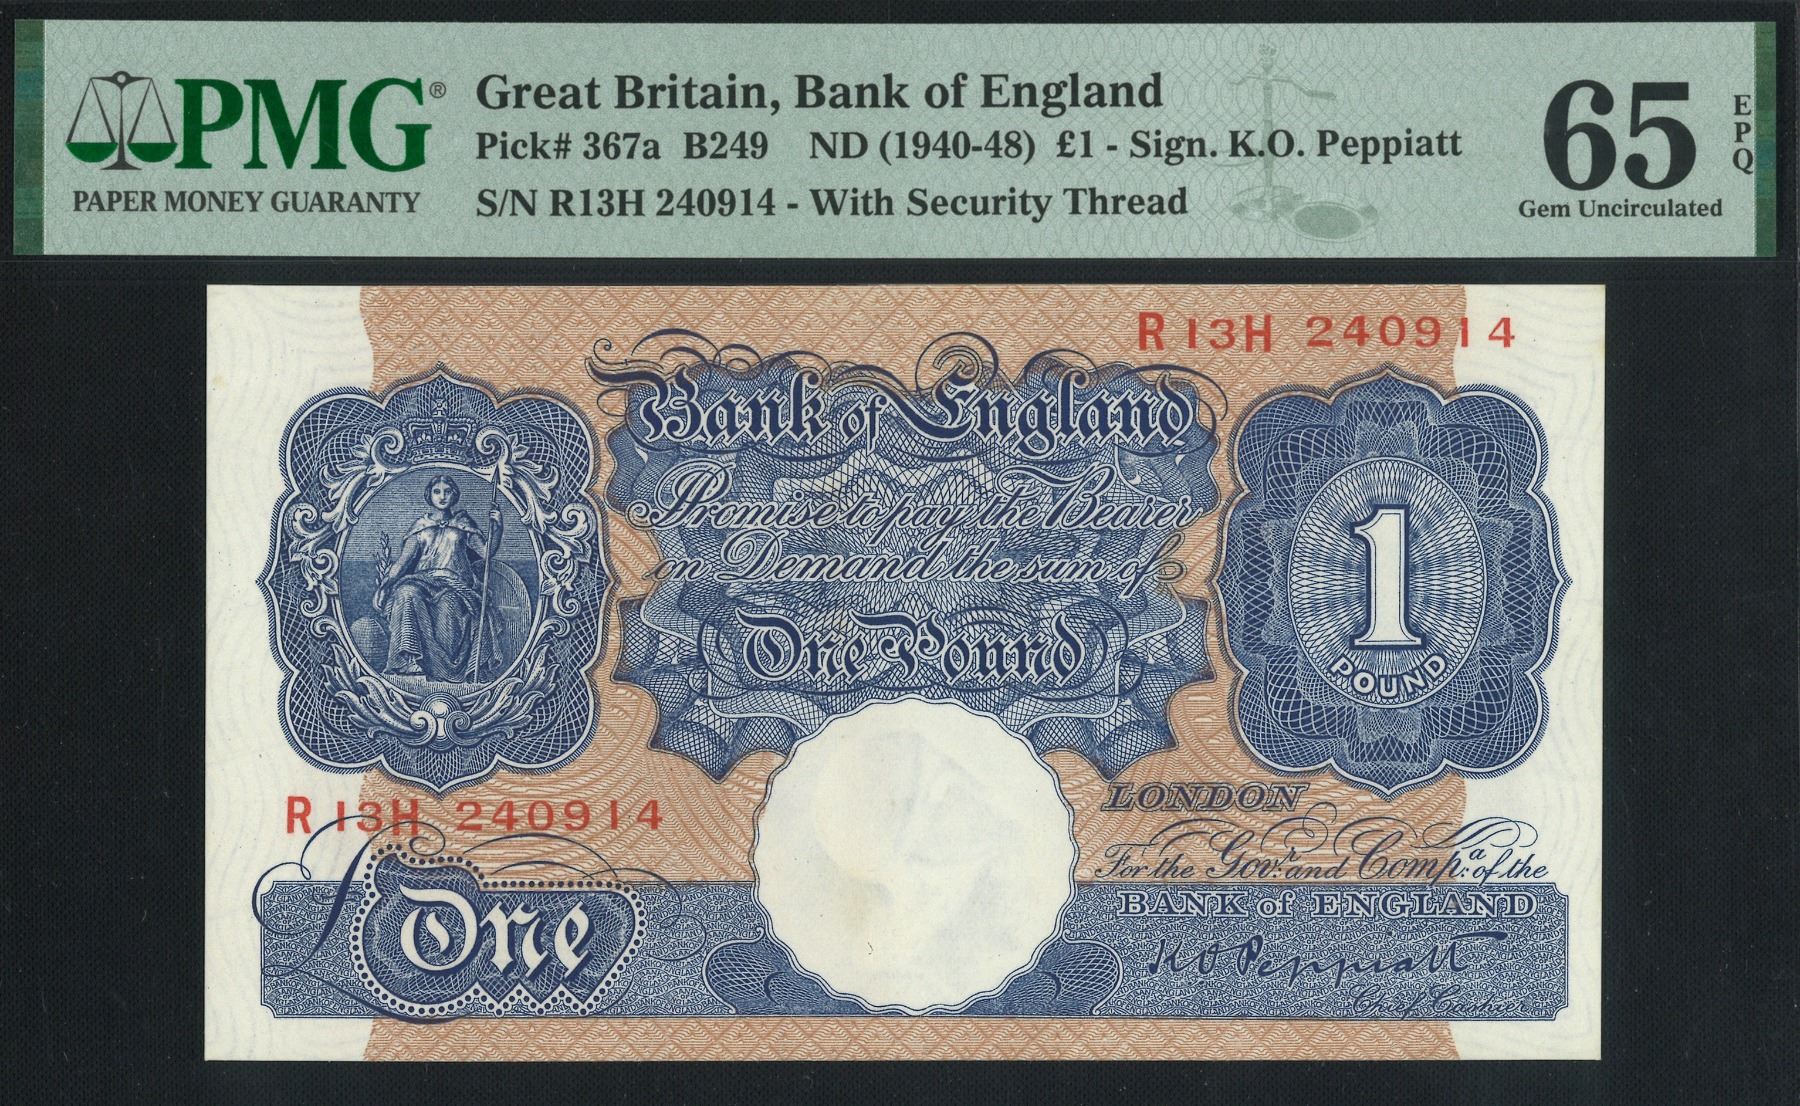 PMG®
PAPER MONEY GUARANTY
Great Britain, Bank of England
Pick# 367a B249 ND (1940-48) £1 - Sign. K.O. Peppiatt
S/N R13H 240914 - With Security Thread
65
EPQ
Gem Uncirculated
R13H 240914
Bank of England
Promise to pay the Bearer
on Demand the sum of
One Pound
1
POUND
R13H 240914
LONDON
For the Govr. and Compa. of the
BANK of ENGLAND
K O Peppiatt
Chief Cashier
£One